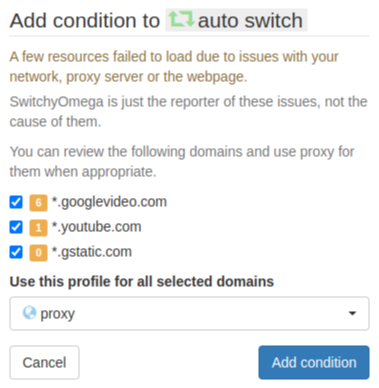 Add condition to auto switch
A few resources failed to load due to issues with your
network, proxy server or the webpage.
SwitchyOmega is just the reporter of these issues, not the
cause of them.
You can review the following domains and use proxy for
them when appropriate.
6 *.googlevideo.com
1 *.youtube.com
0 *.gstatic.com
Use this profile for all selected domains
proxy
Cancel Add condition